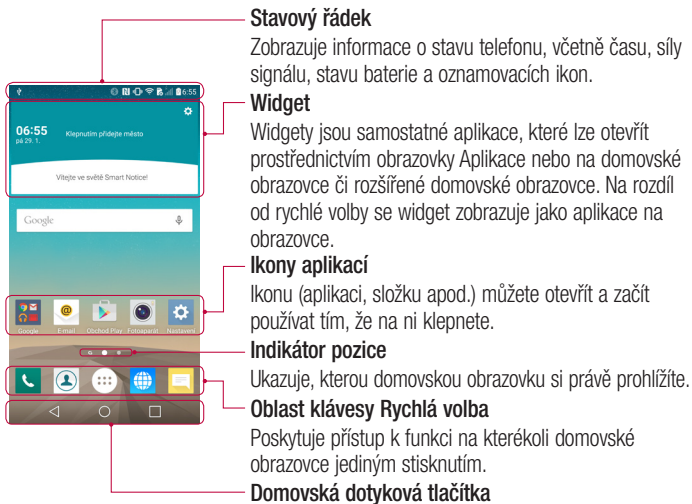 Stavový řádek
Zobrazuje informace o stavu telefonu, včetně času, síly
signálu, stavu baterie a oznamovacích ikon.
Widget
Widgety jsou samostatné aplikace, které lze otevřít
prostřednictvím obrazovky Aplikace nebo na domovské
obrazovce či rozšířené domovské obrazovce. Na rozdíl
od rychlé volby se widget zobrazuje jako aplikace na
obrazovce.
Ikony aplikací
Ikonu (aplikaci, složku apod.) můžete otevřít a začít
používat tím, že na ni klepnete.
Indikátor pozice
Ukazuje, kterou domovskou obrazovku si právě prohlížíte.
Oblast klávesy Rychlá volba
Poskytuje přístup k funkci na kterékoli domovské
obrazovce jediným stisknutím.
Domovská dotyková tlačítka
6:55
06:55
pá 29. 1.
Klepnutím přidejte město
Vítejte ve světě Smart Notice!
Google
Google E-mail Obchod Play Fotoaparát Nastavení